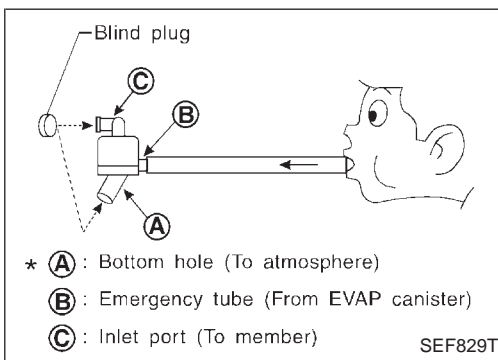 Blind plug
C
B
A
* A : Bottom hole (To atmosphere)
B : Emergency tube (From EVAP canister)
C : Inlet port (To member)
SEF829T